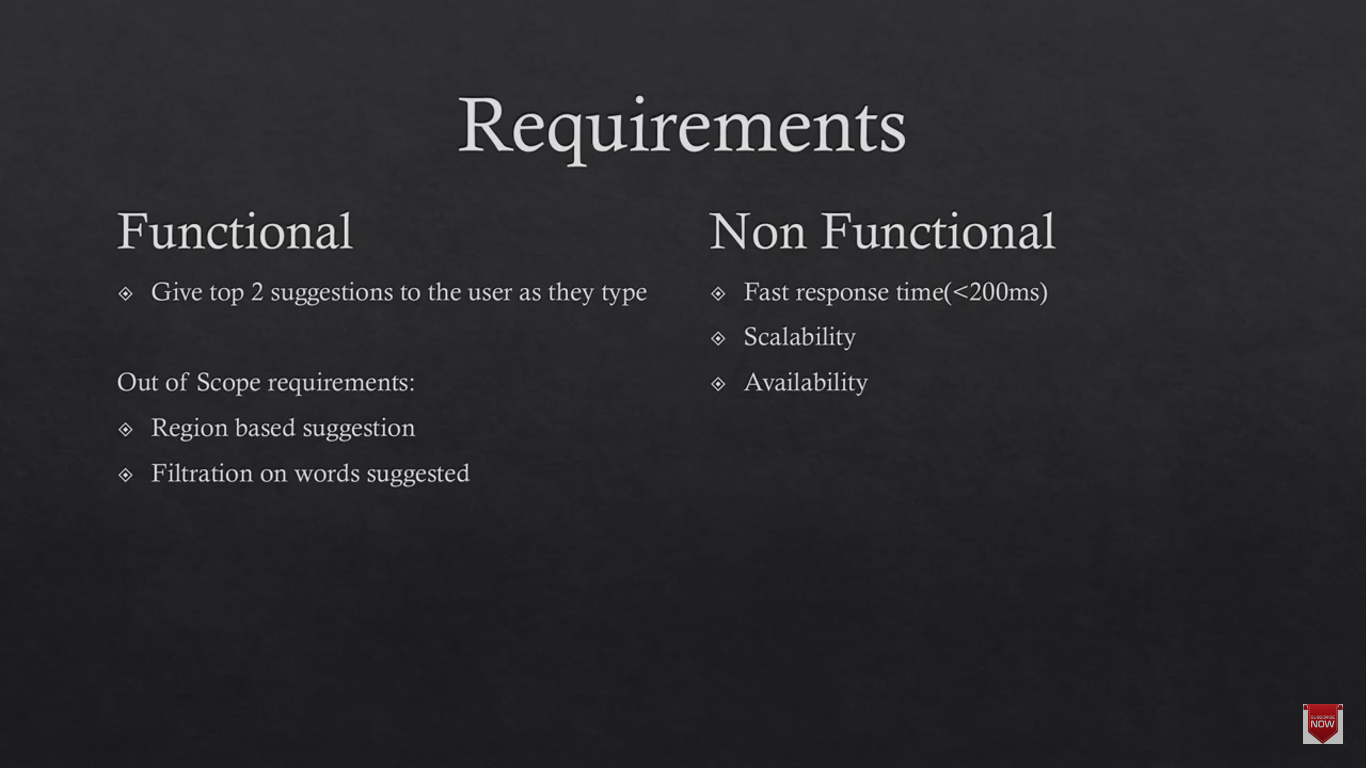 Requirements
Functional
Give top 2 suggestions to the user as they type
Out of Scope requirements:
Region based suggestion
Filtration on words suggested
Non Functional
Fast response time(<200ms)
Scalability
Availability
SUBSCRIBE
NOW